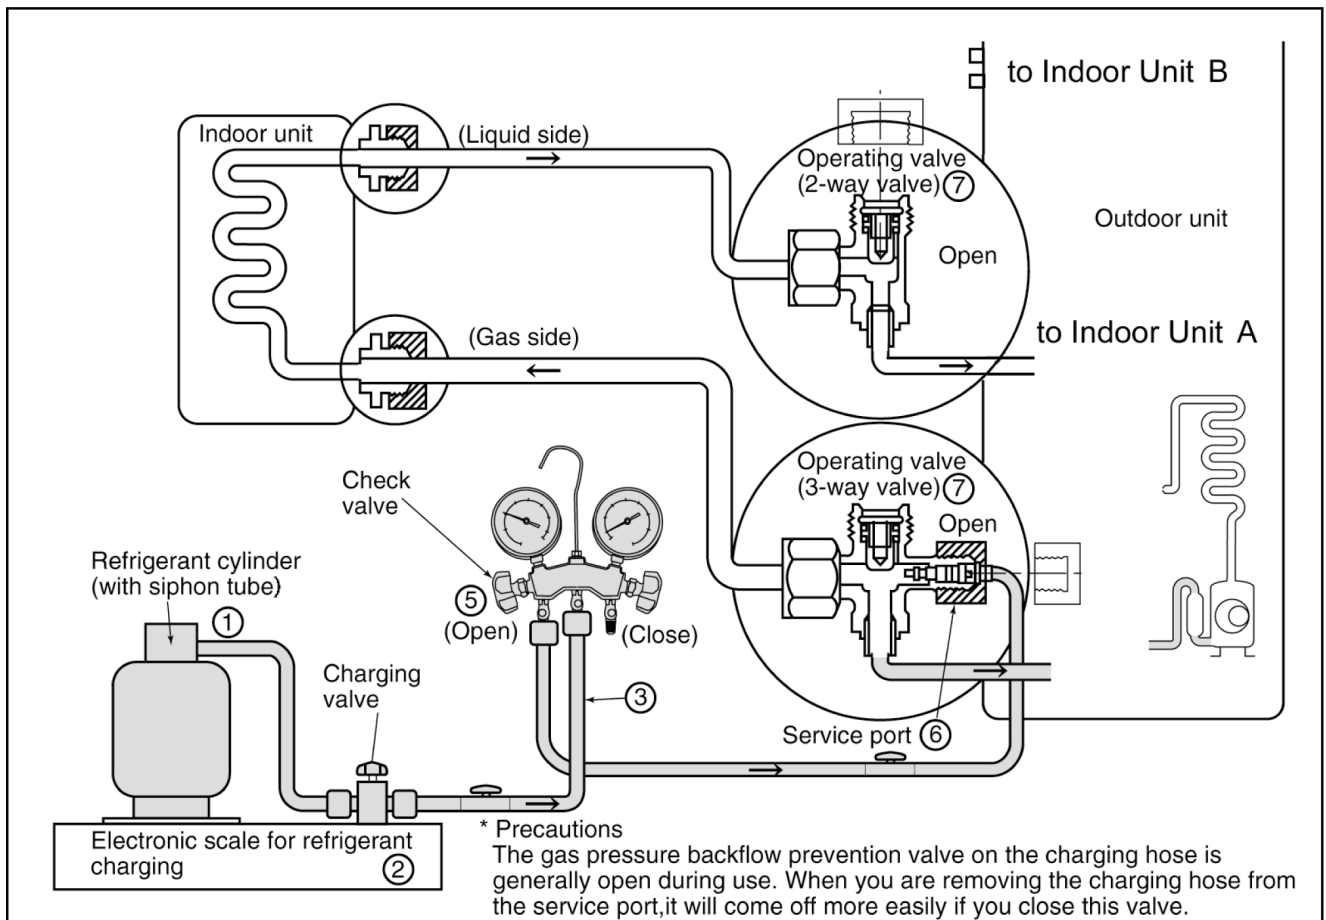 to Indoor Unit B
Indoor unit
(Liquid side)
Operating valve
(2-way valve) ⑦
Outdoor unit
Open
to Indoor Unit A
(Gas side)
Operating valve
(3-way valve) ⑦
Open
Check
valve
Refrigerant cylinder
(with siphon tube)
①
⑤
(Open)
(Close)
Charging
valve
③
Service port ⑥
Electronic scale for refrigerant
charging ②
* Precautions
The gas pressure backflow prevention valve on the charging hose is
generally open during use. When you are removing the charging hose from
the service port,it will come off more easily if you close this valve.